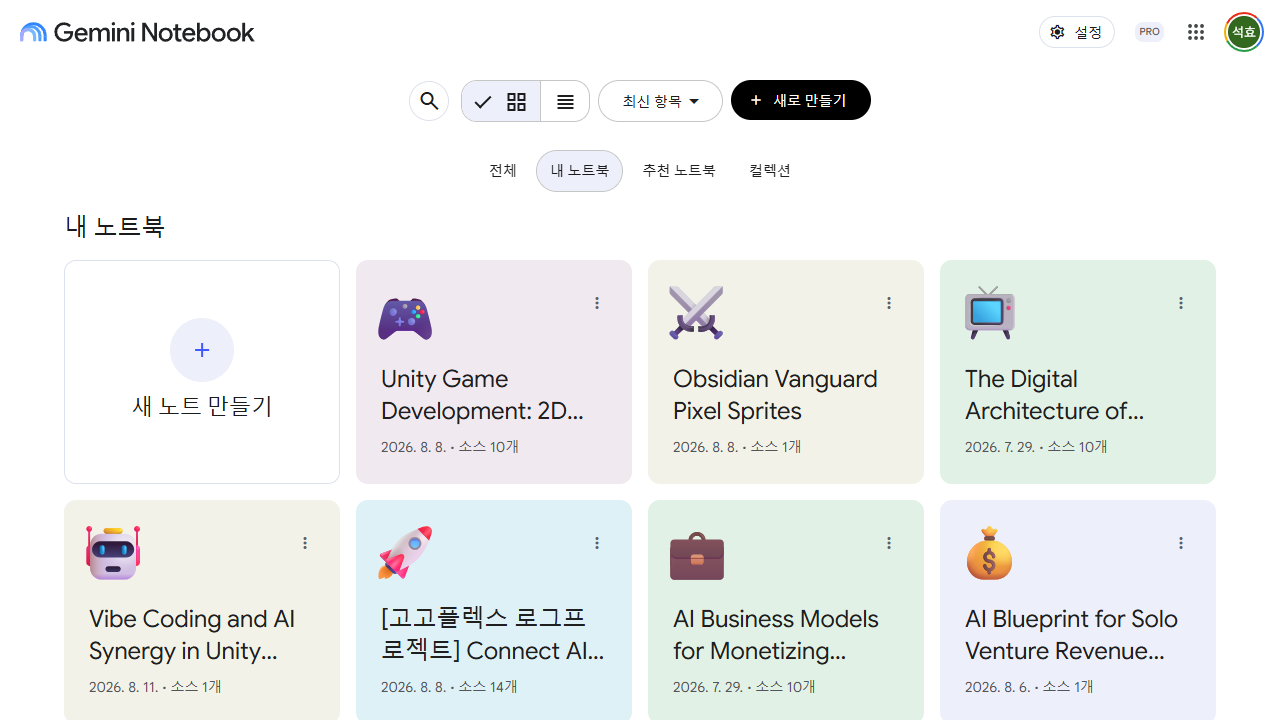 Gemini Notebook
설정
PRO
석효
최신 항목
+ 새로 만들기
전체
내 노트북
추천 노트북
컬렉션
내 노트북
+
새 노트 만들기
Unity Game
Development: 2D...
2026. 8. 8. · 소스 10개
Obsidian Vanguard
Pixel Sprites
2026. 8. 8. · 소스 1개
The Digital
Architecture of...
2026. 7. 29. · 소스 10개
Vibe Coding and AI
Synergy in Unity...
2026. 8. 11. · 소스 1개
[고고플렉스 로그프
로젝트] Connect AI...
2026. 8. 8. · 소스 14개
AI Business Models
for Monetizing...
2026. 7. 29. · 소스 10개
$
AI Blueprint for Solo
Venture Revenue...
2026. 8. 6. · 소스 1개